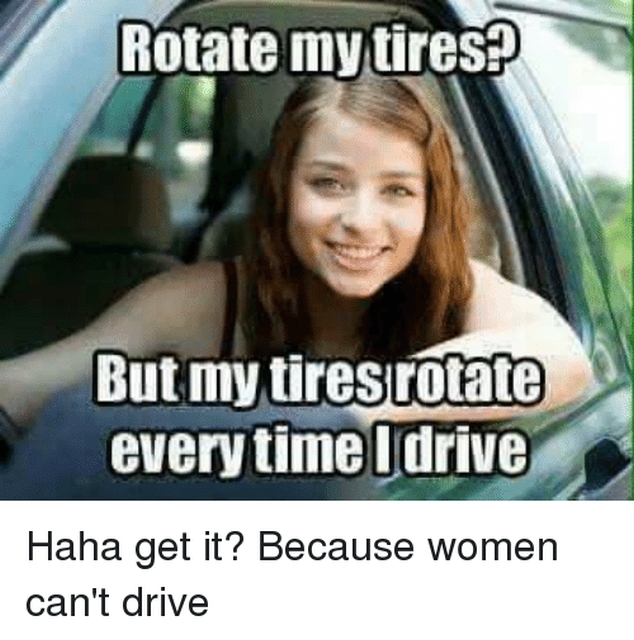 Rotate my tires?
But my tires rotate
every time I drive
Haha get it? Because women
can't drive